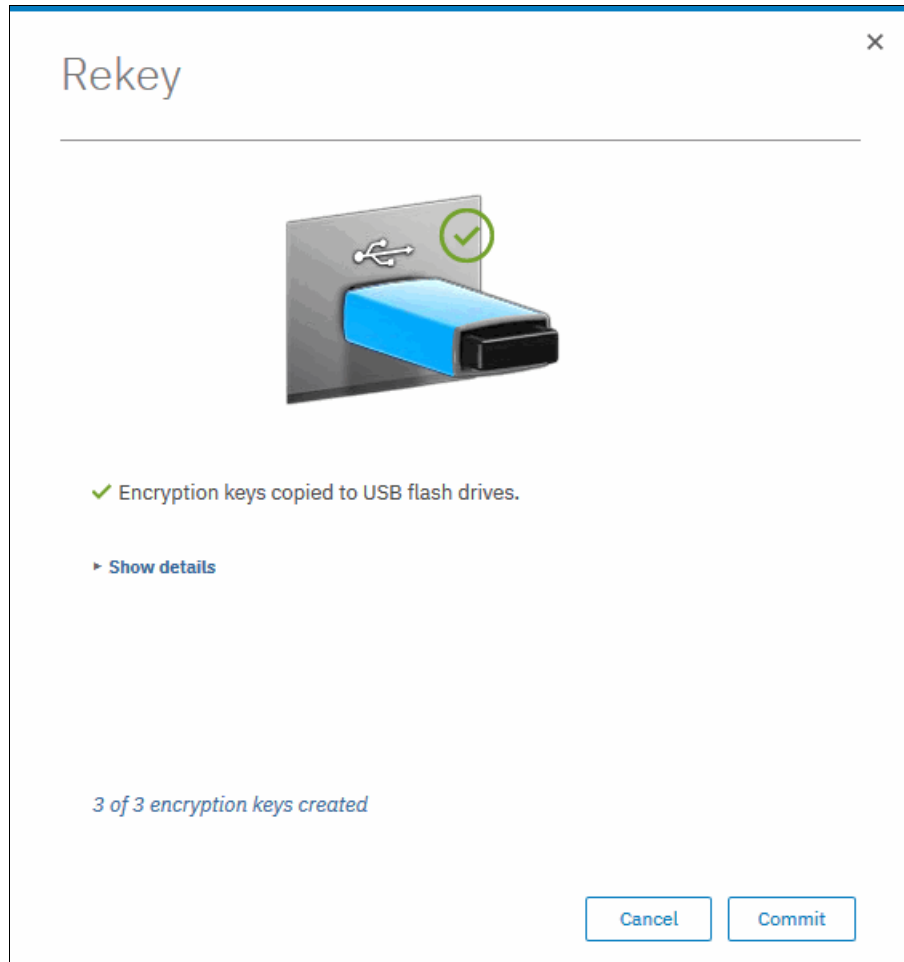 Rekey
Encryption keys copied to USB flash drives.
Show details
3 of 3 encryption keys created
Cancel
Commit